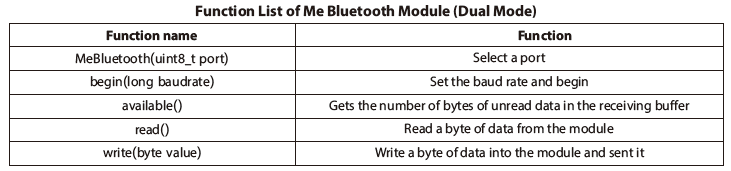 Function List of Me Bluetooth Module (Dual Mode)
Function name Function
MeBluetooth(uint8_t port) Select a port
begin(long baudrate) Set the baud rate and begin
available() Gets the number of bytes of unread data in the receiving buffer
read() Read a byte of data from the module
write(byte value) Write a byte of data into the module and sent it